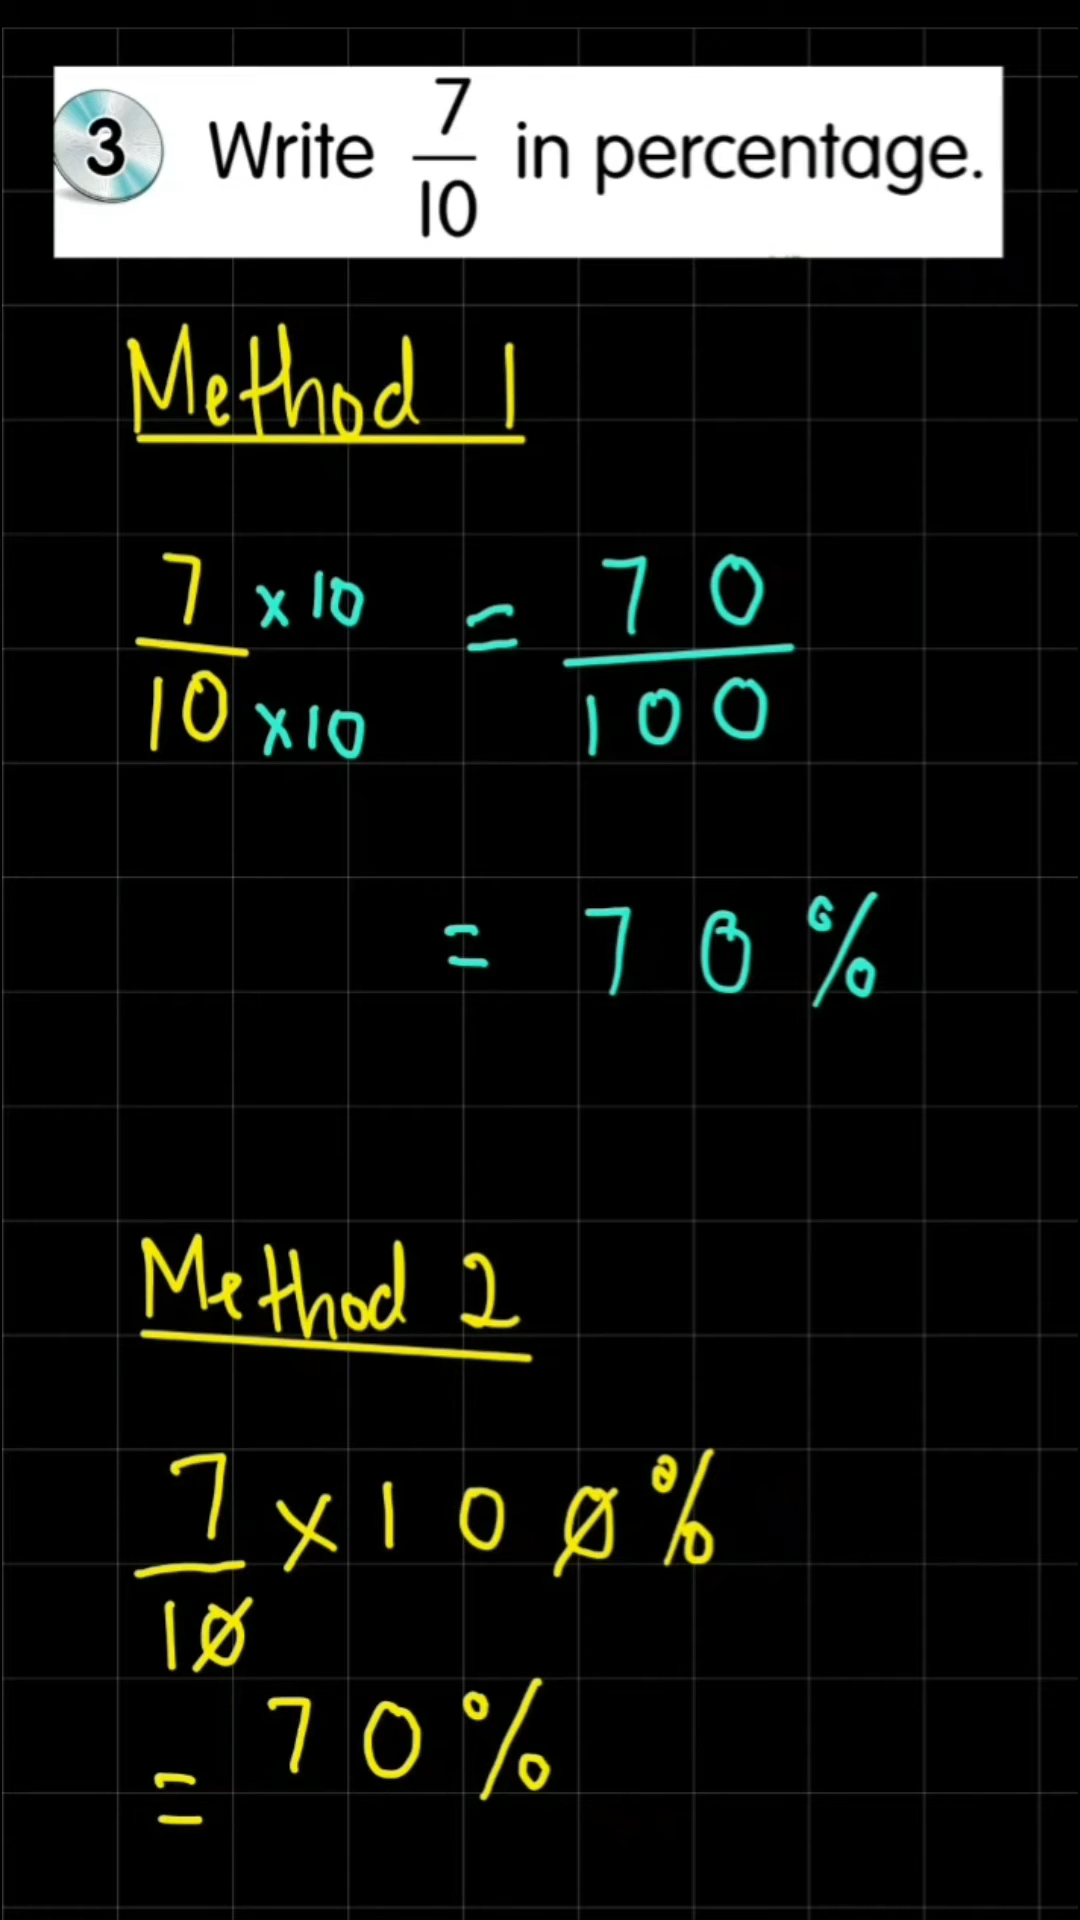 3 Write 7/10 in percentage.
Method 1
7/10 ×10/×10 = 70/100
= 70%
Method 2
7/10 × 100%
= 70%